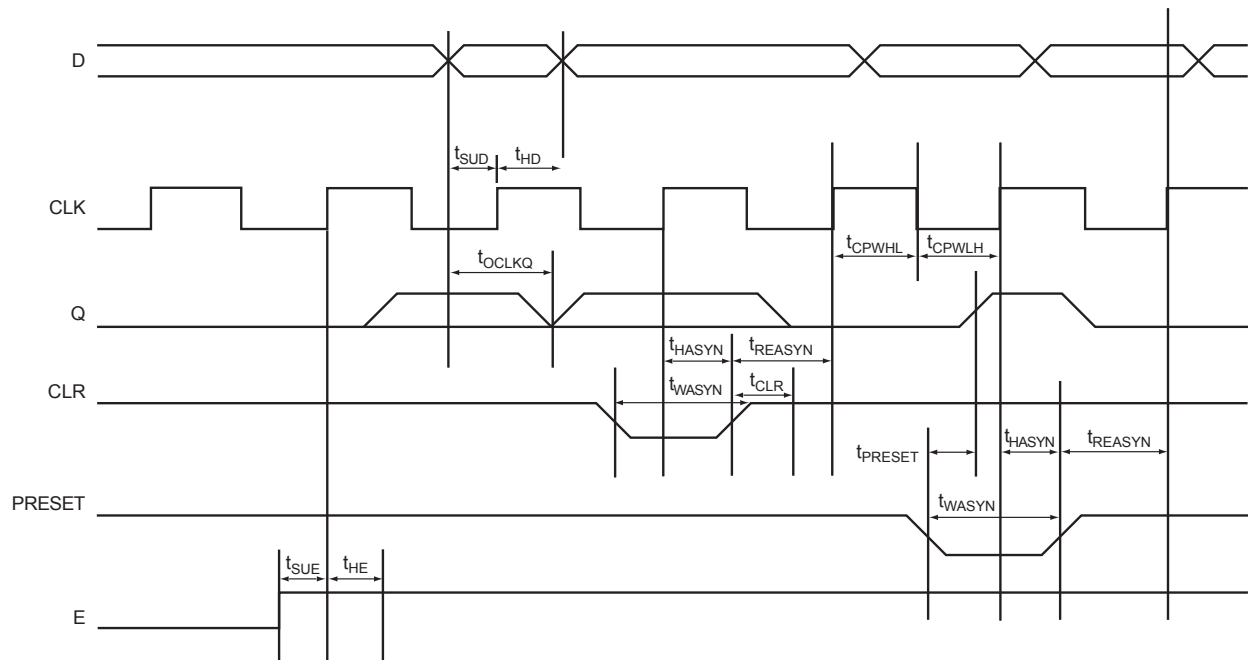 D
tSUD
tHD
CLK
tCPWHL
tCPWLH
tOCLKQ
Q
tHASYN
tREASYN
tWASYN
tCLR
CLR
tPRESET
tHASYN
tREASYN
PRESET
tWASYN
tSUE
tHE
E